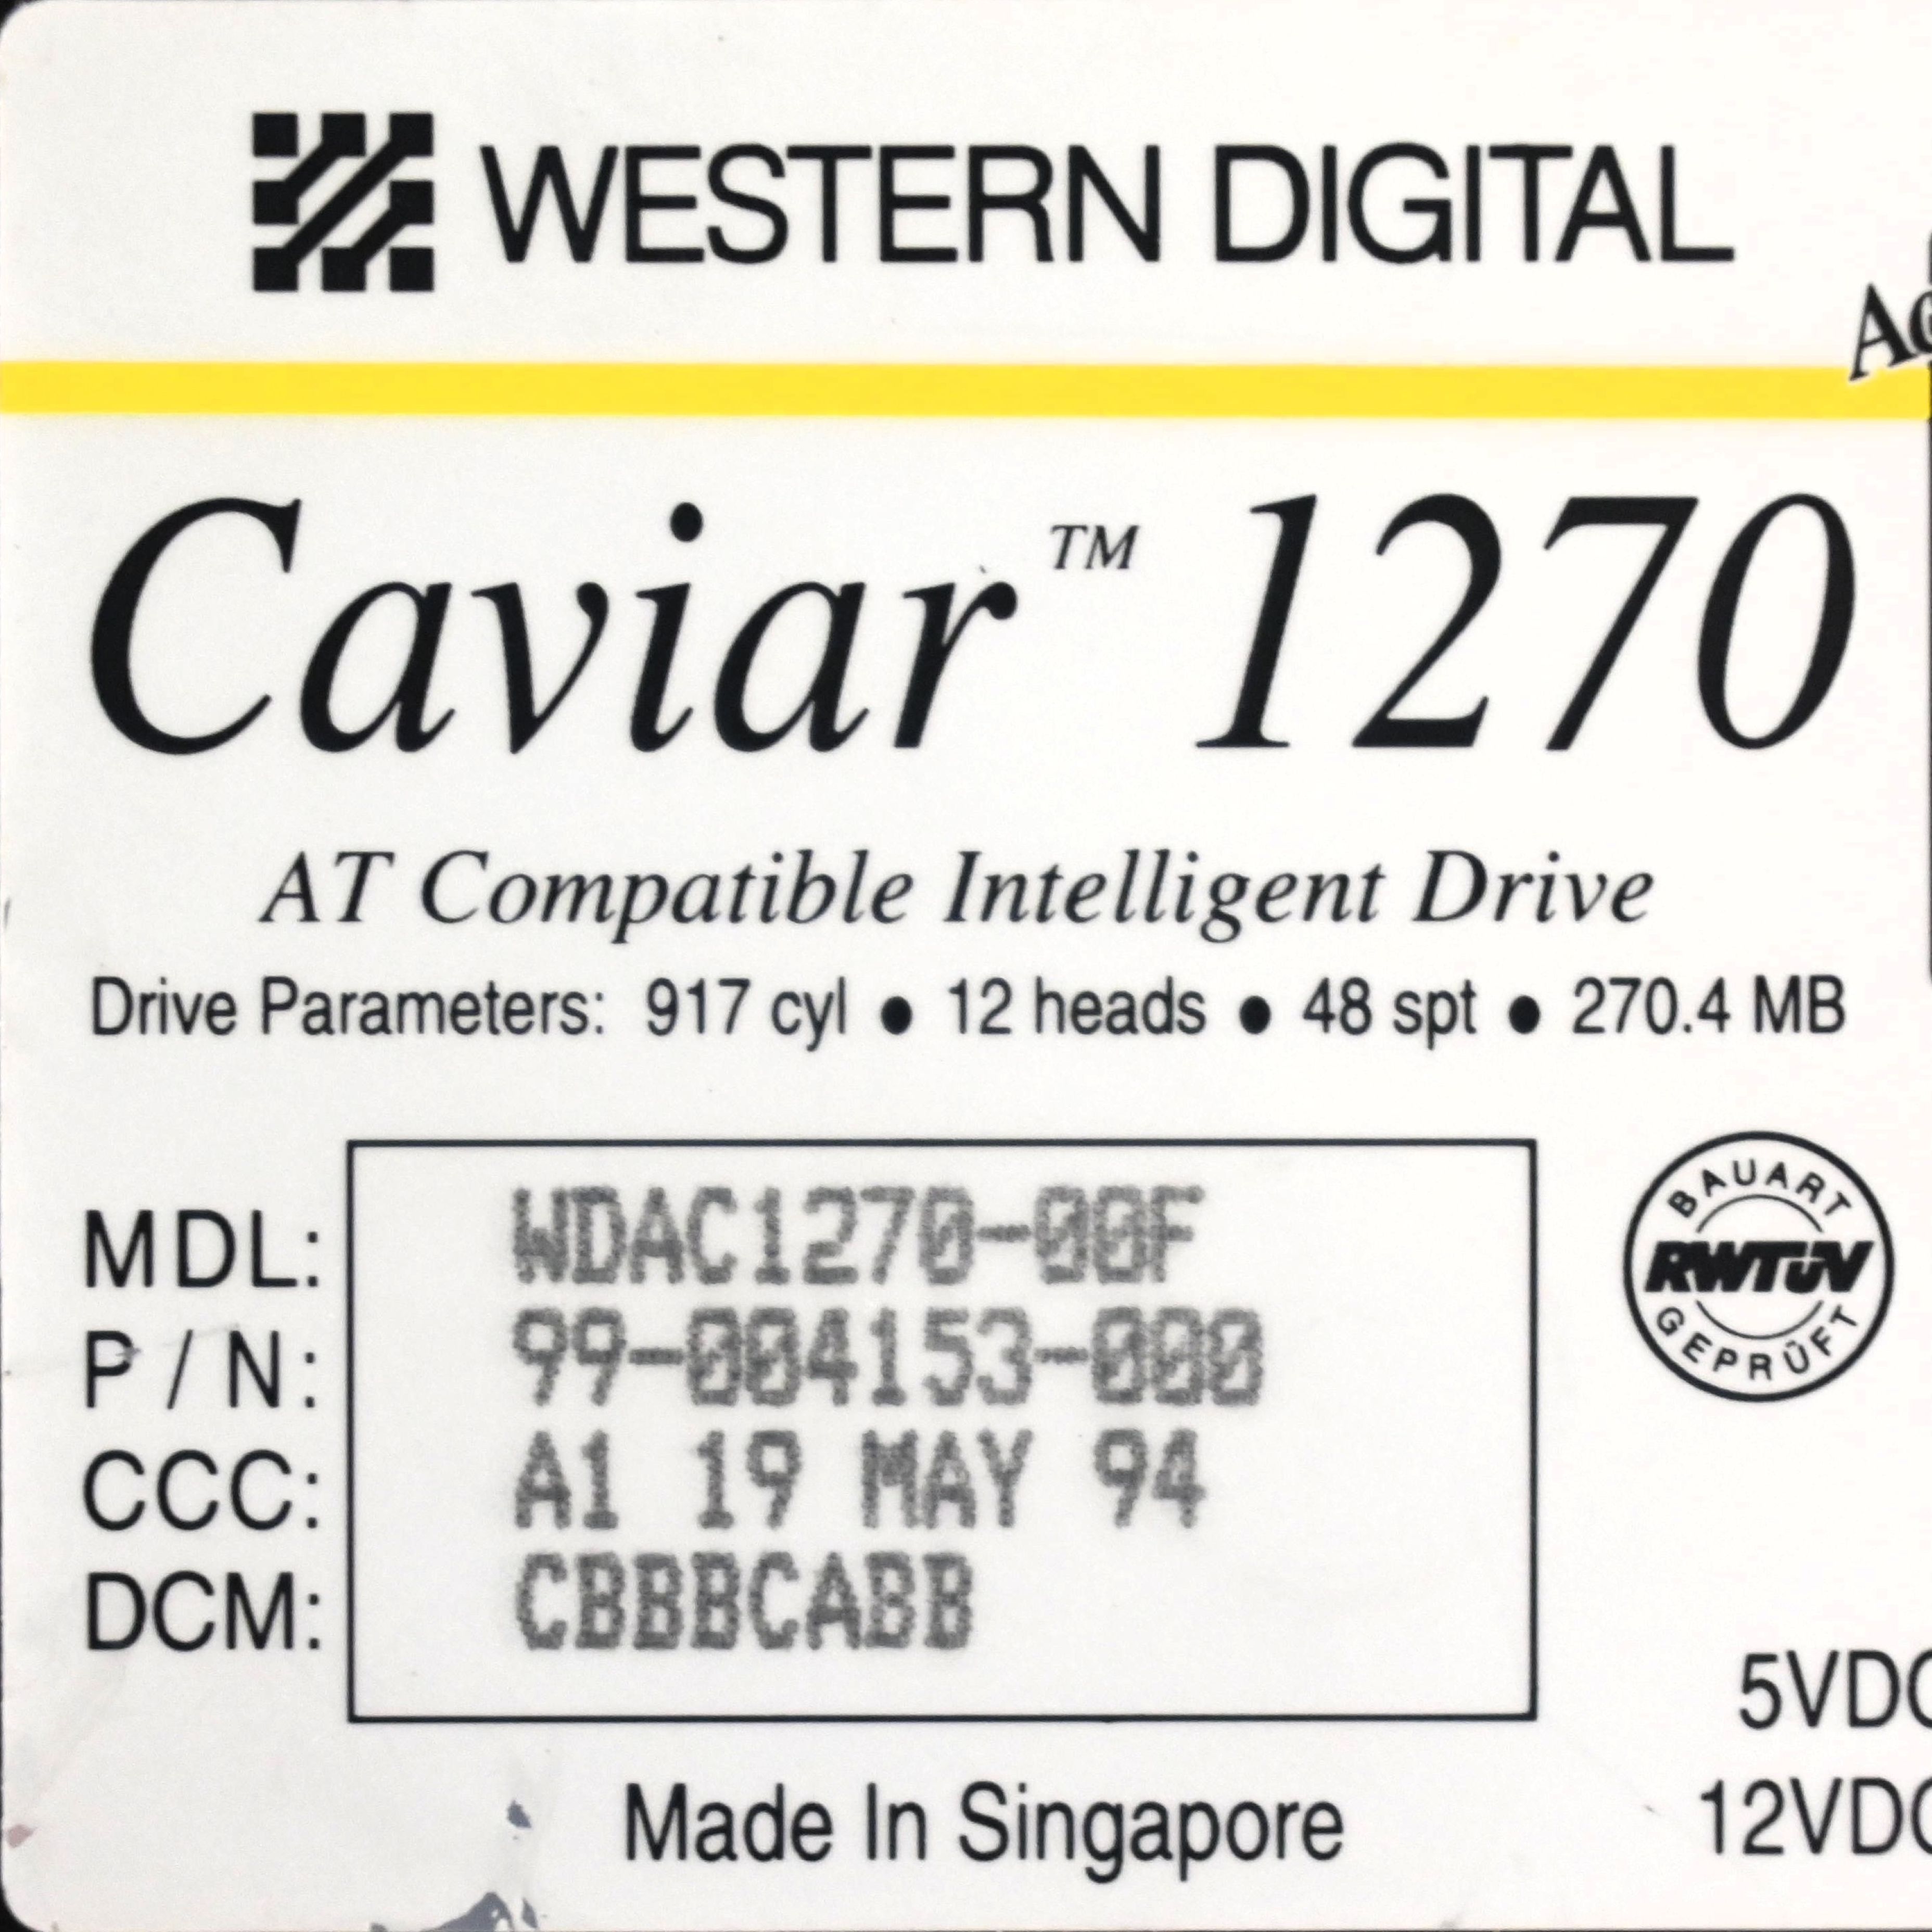 WESTERN DIGITAL
Caviar™ 1270
AT Compatible Intelligent Drive
Drive Parameters: 917 cyl ● 12 heads ● 48 spt ● 270.4 MB
MDL: WDAC1270-00F
P/N: 99-004153-000
CCC: A1 19 MAY 94
DCM: CBBBCABB
BAUART
RWTÜV
GEPRÜFT
5VDC
12VDC
Made In Singapore